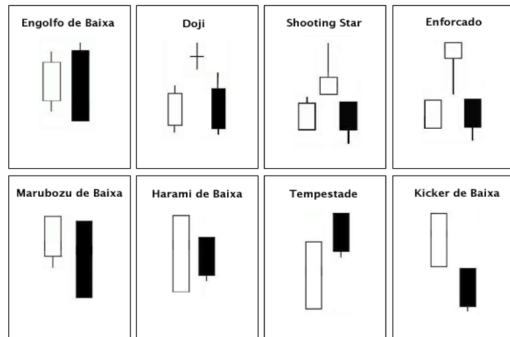 Engolfo de Baixa
Doji
Shooting Star
Enforcado
Marubozu de Baixa
Harami de Baixa
Tempestade
Kicker de Baixa